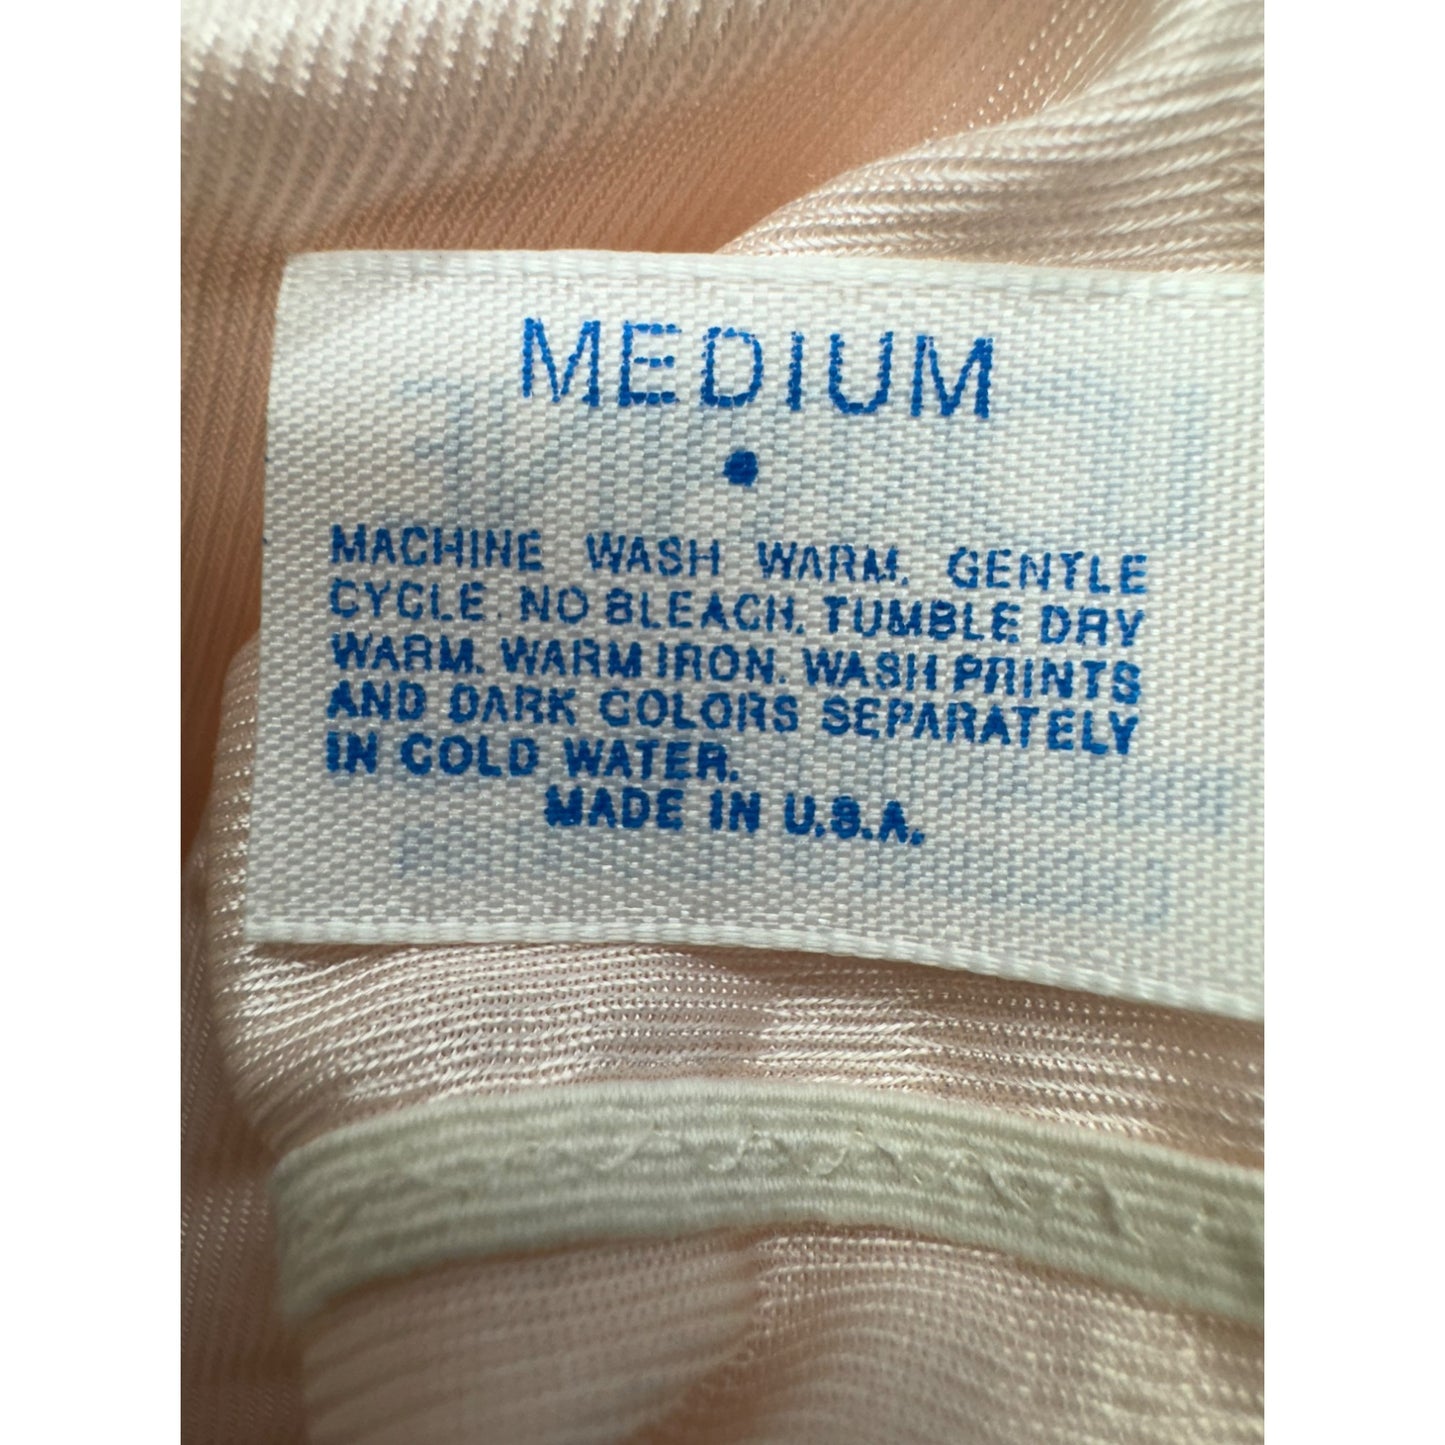 MEDIUM
MACHINE WASH WARM, GENTLE
CYCLE. NO BLEACH. TUMBLE DRY
WARM. WARM IRON. WASH PRINTS
AND DARK COLORS SEPARATELY
IN COLD WATER.
MADE IN U.S.A.